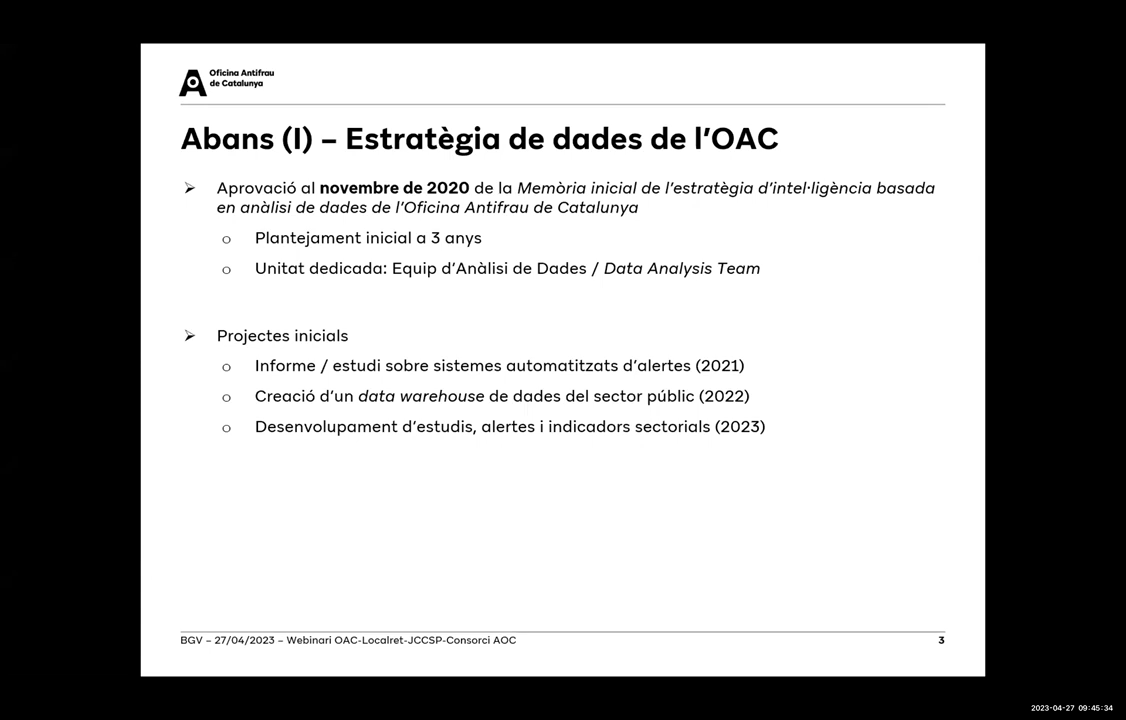 Oficina Antifrau
de Catalunya
Abans (I) – Estratègia de dades de l’OAC
➢ Aprovació al novembre de 2020 de la Memòria inicial de l’estratègia d’intel·ligència basada
en anàlisi de dades de l’Oficina Antifrau de Catalunya
o Plantejament inicial a 3 anys
o Unitat dedicada: Equip d’Anàlisi de Dades / Data Analysis Team
➢ Projectes inicials
o Informe / estudi sobre sistemes automatitzats d’alertes (2021)
o Creació d’un data warehouse de dades del sector públic (2022)
o Desenvolupament d’estudis, alertes i indicadors sectorials (2023)
BGV – 27/04/2023 – Webinari OAC-Localret-JCCSP-Consorci AOC 3
2023-04-27 09:45:34